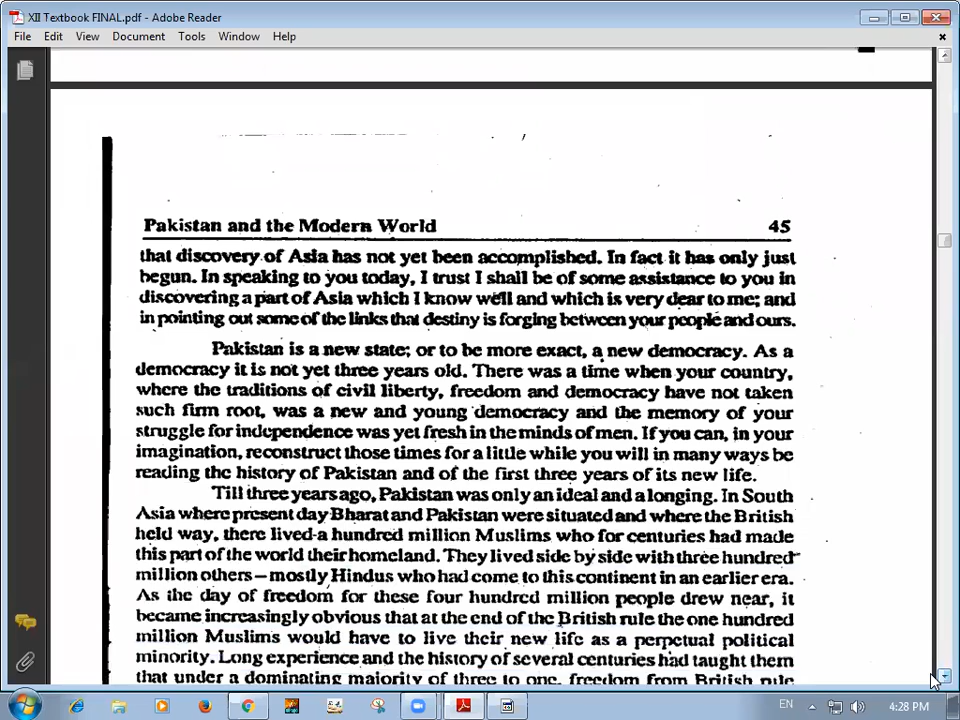 XII Textbook FINAL.pdf - Adobe Reader
File Edit View Document Tools Window Help
Pakistan and the Modern World 45
that discovery of Asia has not yet been accomplished. In fact it has only just
begun. In speaking to you today, I trust I shall be of some assistance to you in
discovering a part of Asia which I know well and which is very dear to me; and
in pointing out some of the links that destiny is forging between your people and ours.
Pakistan is a new state; or to be more exact, a new democracy. As a
democracy it is not yet three years old. There was a time when your country,
where the traditions of civil liberty, freedom and democracy have not taken
such firm root, was a new and young democracy and the memory of your
struggle for independence was yet fresh in the minds of men. If you can, in your
imagination, reconstruct those times for a little while you will in many ways be
reading the history of Pakistan and of the first three years of its new life.
Till three years ago, Pakistan was only an ideal and a longing. In South
Asia where present day Bharat and Pakistan were situated and where the British
held way, there lived a hundred million Muslims who for centuries had made
this part of the world their homeland. They lived side by side with three hundred
million others – mostly Hindus who had come to this continent in an earlier era.
As the day of freedom for these four hundred million people drew near, it
became increasingly obvious that at the end of the British rule the one hundred
million Muslims would have to live their new life as a perpetual political
minority. Long experience and the history of several centuries had taught them
that under a dominating majority of three to one, freedom from British rule
EN 4:28 PM